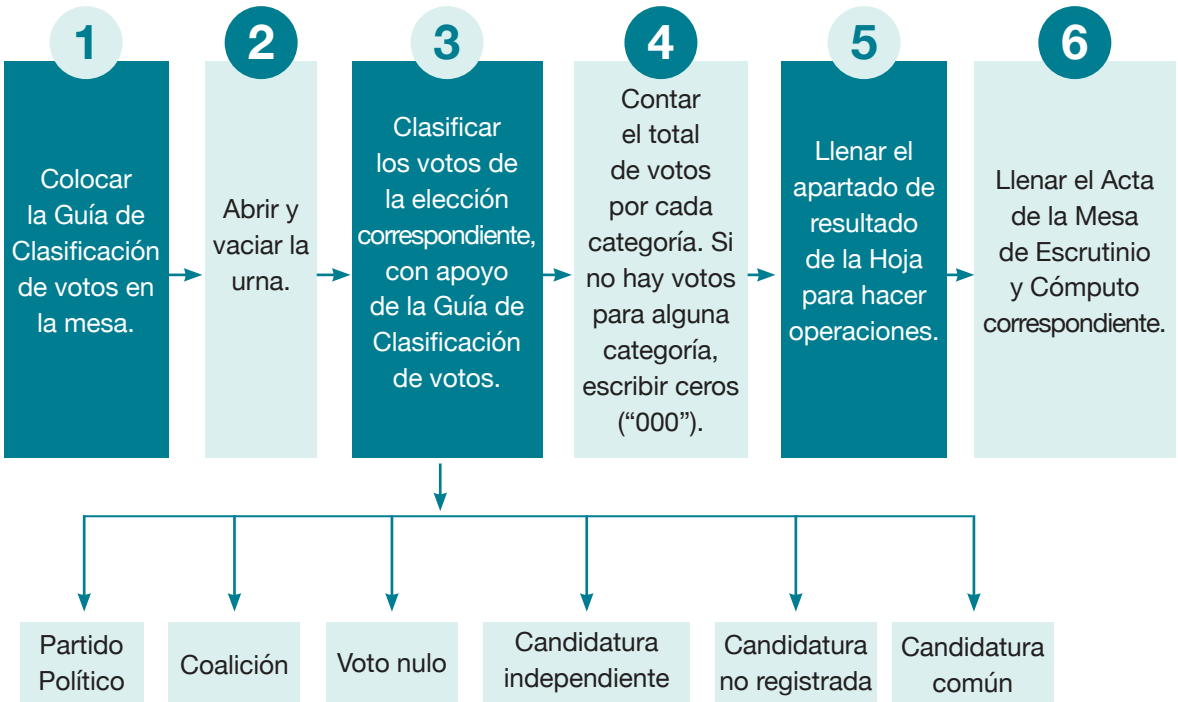 1
Colocar
la Guía de
Clasificación
de votos en
la mesa.
2
Abrir y
vaciar la
urna.
3
Clasificar
los votos de
la elección
correspondiente,
con apoyo
de la Guía de
Clasificación
de votos.
4
Contar
el total
de votos
por cada
categoría. Si
no hay votos
para alguna
categoría,
escribir ceros
(“000”).
5
Llenar el
apartado de
resultado
de la Hoja
para hacer
operaciones.
6
Llenar el Acta
de la Mesa
de Escrutinio
y Cómputo
correspondiente.
Partido
Político
Coalición
Voto nulo
Candidatura
independiente
Candidatura
no registrada
Candidatura
común